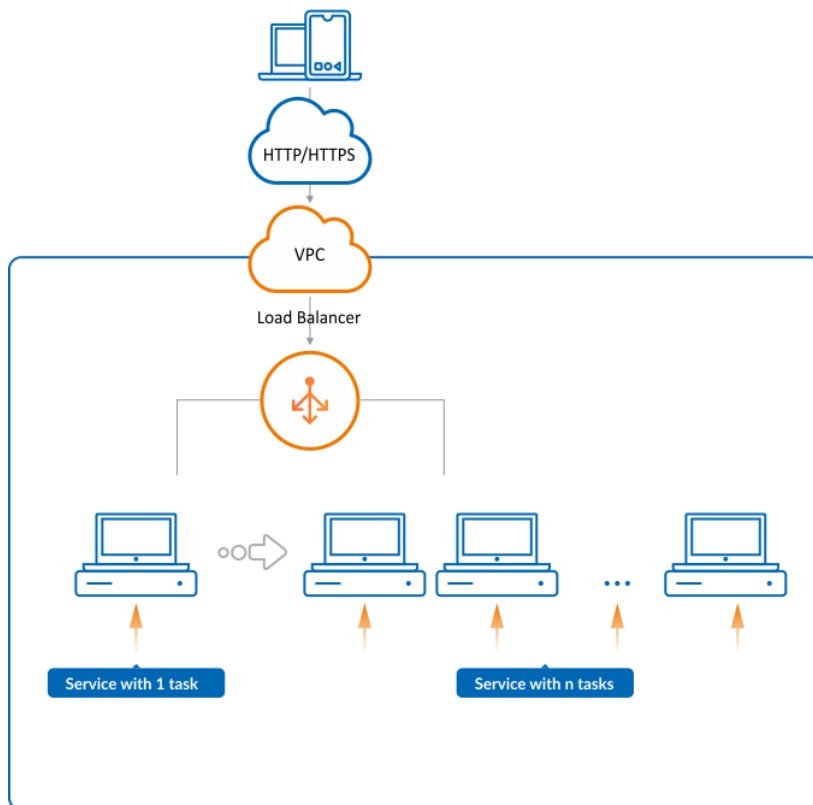 HTTP/HTTPS
VPC
Load Balancer
Service with 1 task
Service with n tasks